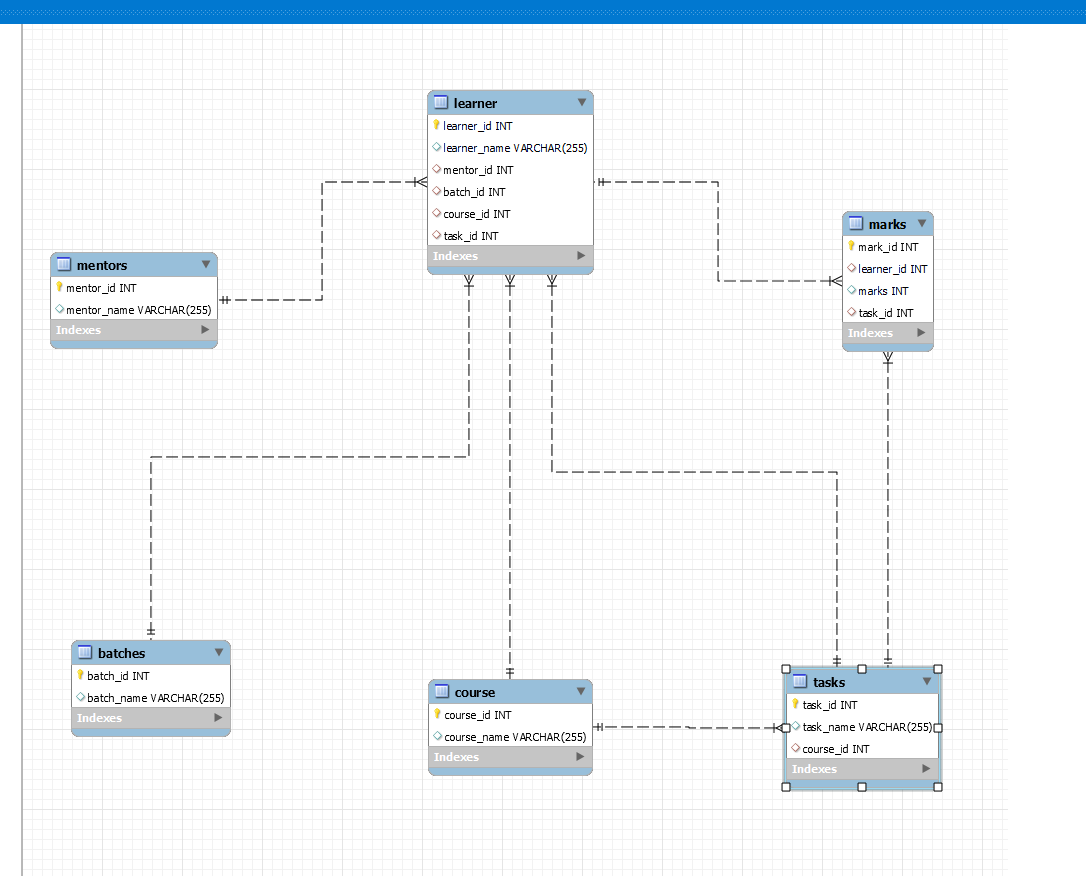 learner
learner_id INT
learner_name VARCHAR(255)
mentor_id INT
batch_id INT
course_id INT
task_id INT
Indexes
marks
mark_id INT
learner_id INT
marks INT
task_id INT
Indexes
mentors
mentor_id INT
mentor_name VARCHAR(255)
Indexes
batches
batch_id INT
batch_name VARCHAR(255)
Indexes
course
course_id INT
course_name VARCHAR(255)
Indexes
tasks
task_id INT
task_name VARCHAR(255)
course_id INT
Indexes